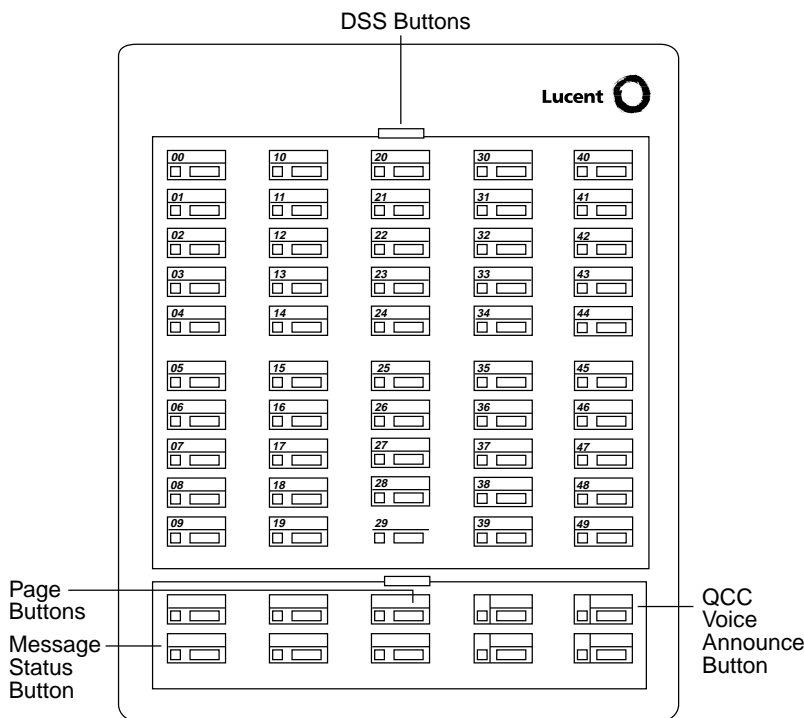 DSS Buttons
Lucent
00 10 20 30 40
01 11 21 31 41
02 12 22 32 42
03 13 23 33 43
04 14 24 34 44
05 15 25 35 45
06 16 26 36 46
07 17 27 37 47
08 18 28 38 48
09 19 29 39 49
Page
Buttons
Message
Status
Button
QCC
Voice
Announce
Button